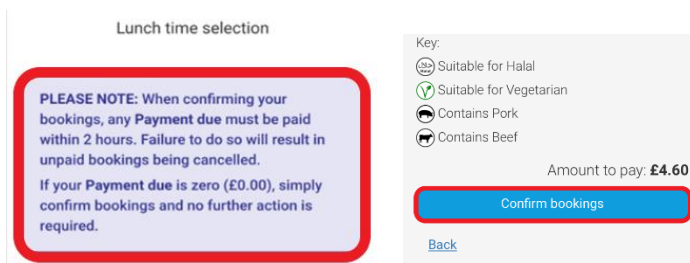 Lunch time selection
PLEASE NOTE: When confirming your
bookings, any Payment due must be paid
within 2 hours. Failure to do so will result in
unpaid bookings being cancelled.
If your Payment due is zero (£0.00), simply
confirm bookings and no further action is
required.
Key:
Suitable for Halal
Suitable for Vegetarian
Contains Pork
Contains Beef
Amount to pay: £4.60
Confirm bookings
Back